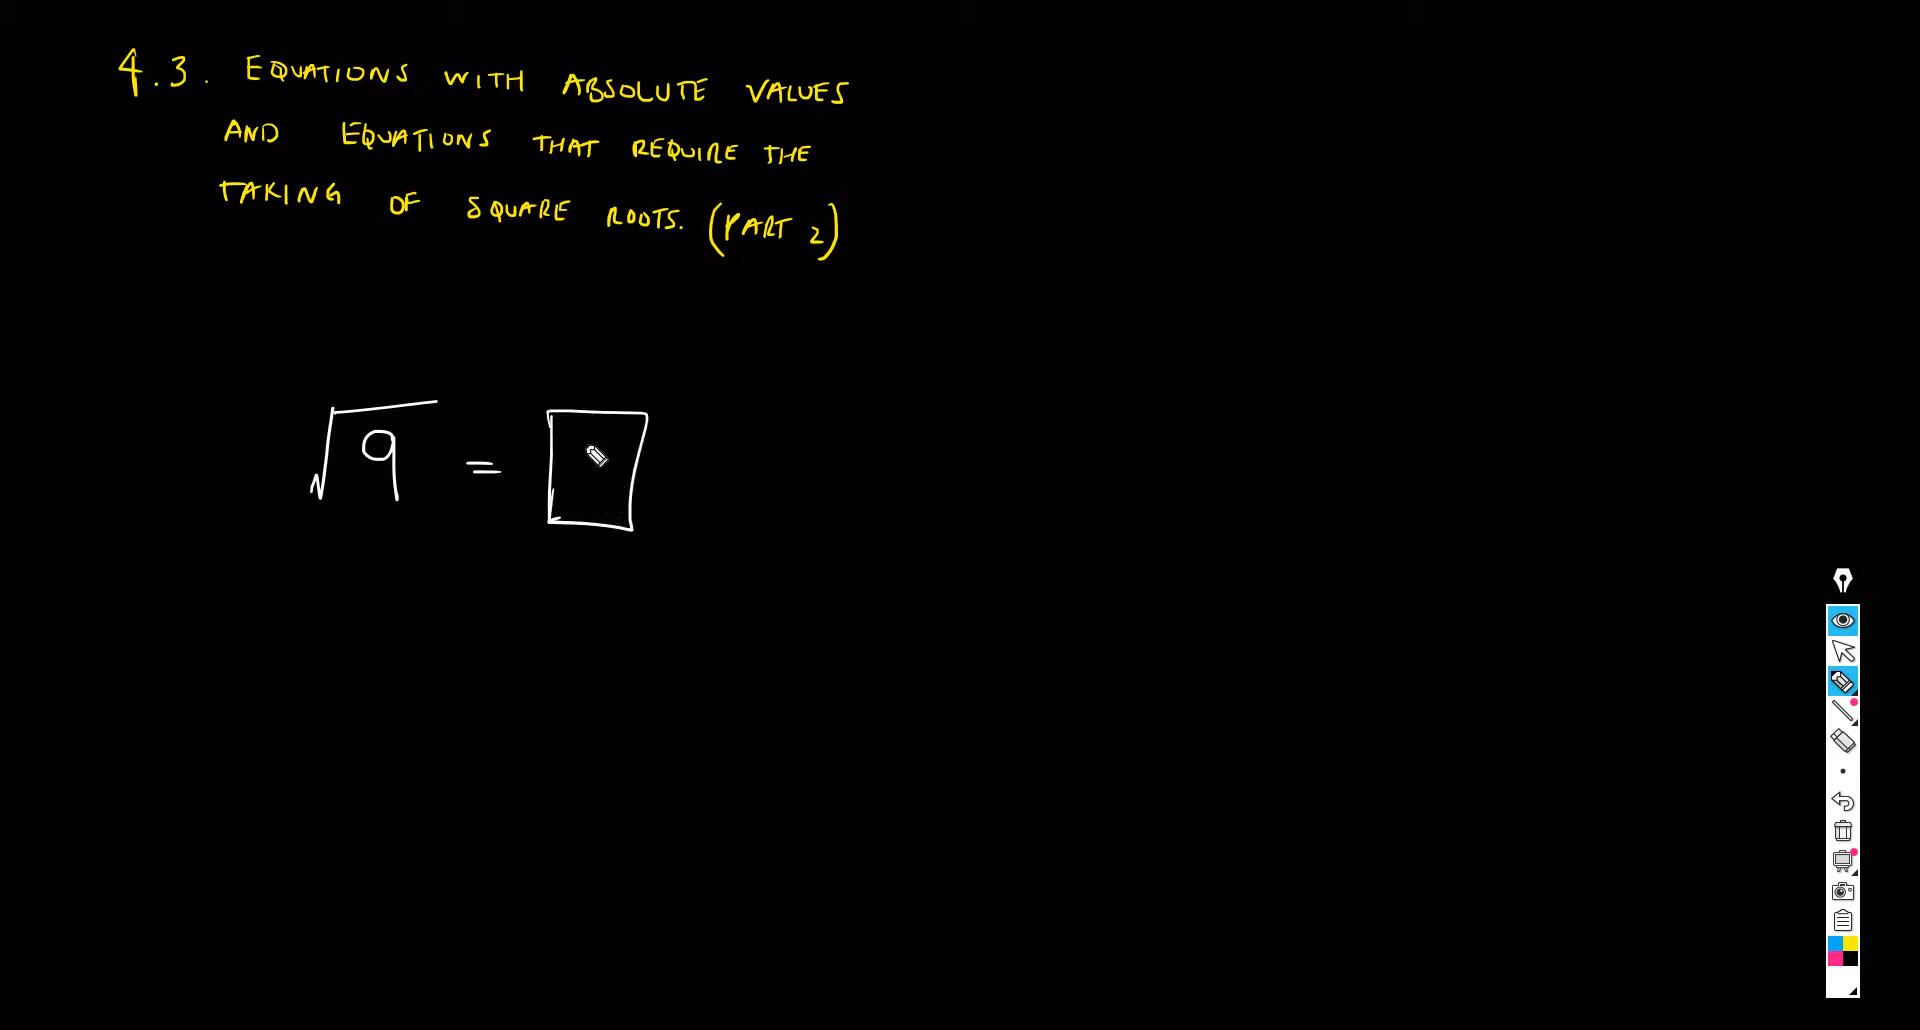 4.3. EQUATIONS WITH ABSOLUTE VALUES
AND EQUATIONS THAT REQUIRE THE
TAKING OF SQUARE ROOTS. (PART 2)
√9 = □